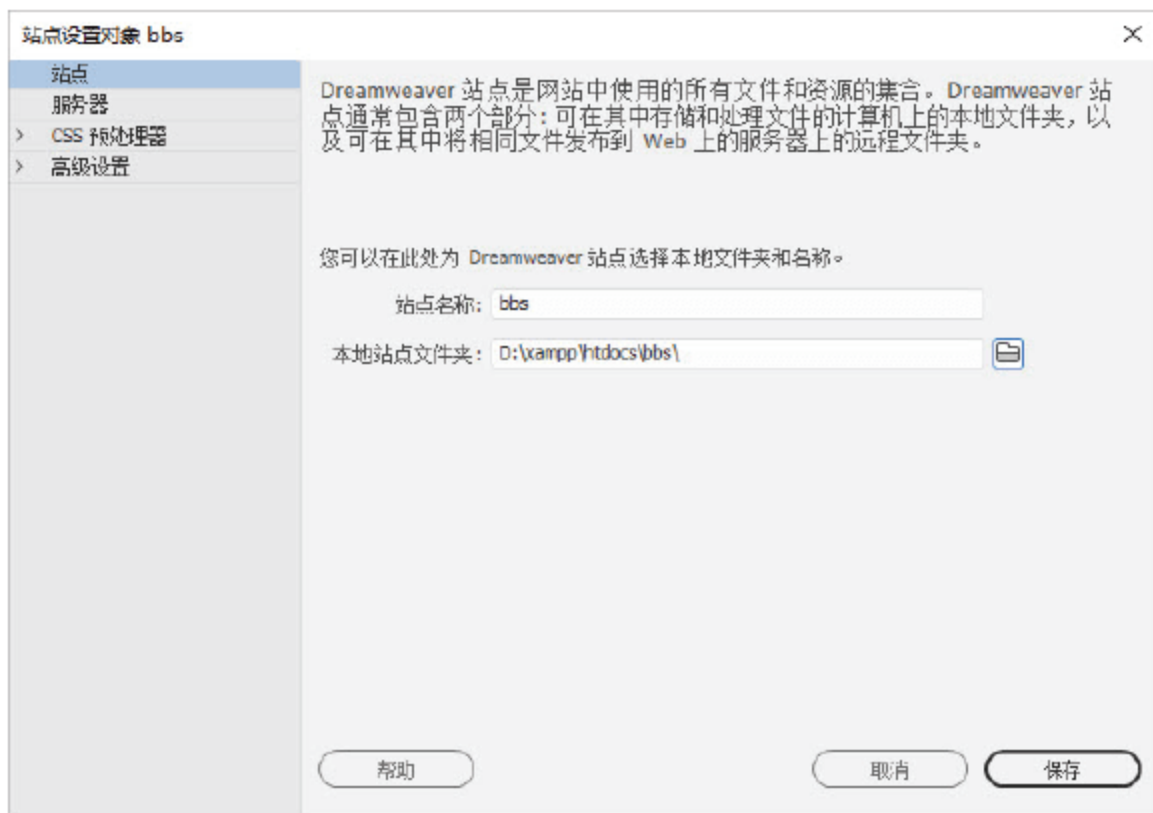 站点设置对象 bbs
站点
服务器
CSS 预处理器
高级设置
Dreamweaver 站点是网站中使用的所有文件和资源的集合。Dreamweaver 站
点通常包含两个部分：可在其中存储和处理文件的计算机上的本地文件夹，以
及可在其中将相同文件发布到 Web 上的服务器上的远程文件夹。
您可以在此处为 Dreamweaver 站点选择本地文件夹和名称。
站点名称: bbs
本地站点文件夹: D:\xampp\htdocs\bbs\
帮助 取消 保存